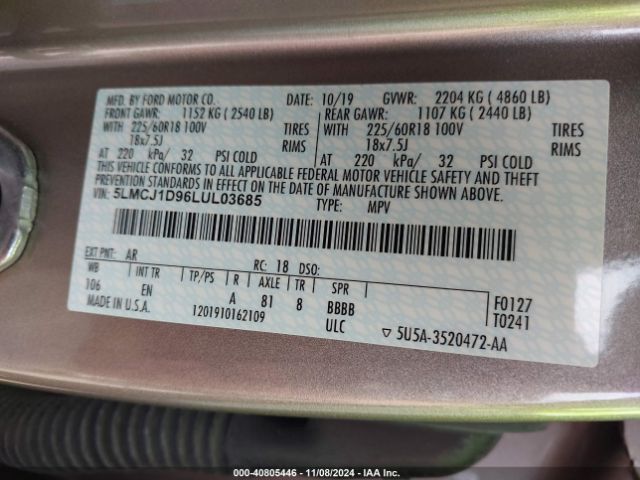 MFD. BY FORD MOTOR CO. DATE: 10/19 GVWR: 2204 KG ( 4860 LB)
FRONT GAWR: 1152 KG ( 2540 LB) REAR GAWR: 1107 KG ( 2440 LB)
WITH 225/60R18 100V TIRES WITH 225/60R18 100V TIRES
18x7.5J RIMS 18x7.5J RIMS
AT 220 kPa/ 32 PSI COLD AT 220 kPa/ 32 PSI COLD
THIS VEHICLE CONFORMS TO ALL APPLICABLE FEDERAL MOTOR VEHICLE SAFETY AND THEFT
PREVENTION STANDARDS IN EFFECT ON THE DATE OF MANUFACTURE SHOWN ABOVE.
VIN: 5LMCJ1D96LUL03685
TYPE: MPV
EXT PNT: AR RC: 18 DSO:
WB INT TR TP/PS R AXLE TR SPR
106 EN A 81 8 BBBB F0127
MADE IN U.S.A. 1201910162109 ULC T0241
▽ 5U5A-3520472-AA
000-40805446 - 11/08/2024 - IAA Inc.